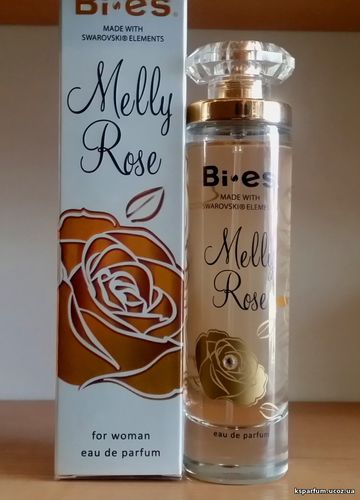 Bi·es®
MADE WITH
SWAROVSKI® ELEMENTS
Melly
Rose
for woman
eau de parfum
Bi·es
MADE WITH
SWAROVSKI® ELEMENTS
Melly
Rose
eau de parfum
ksparfum.ucoz.ua